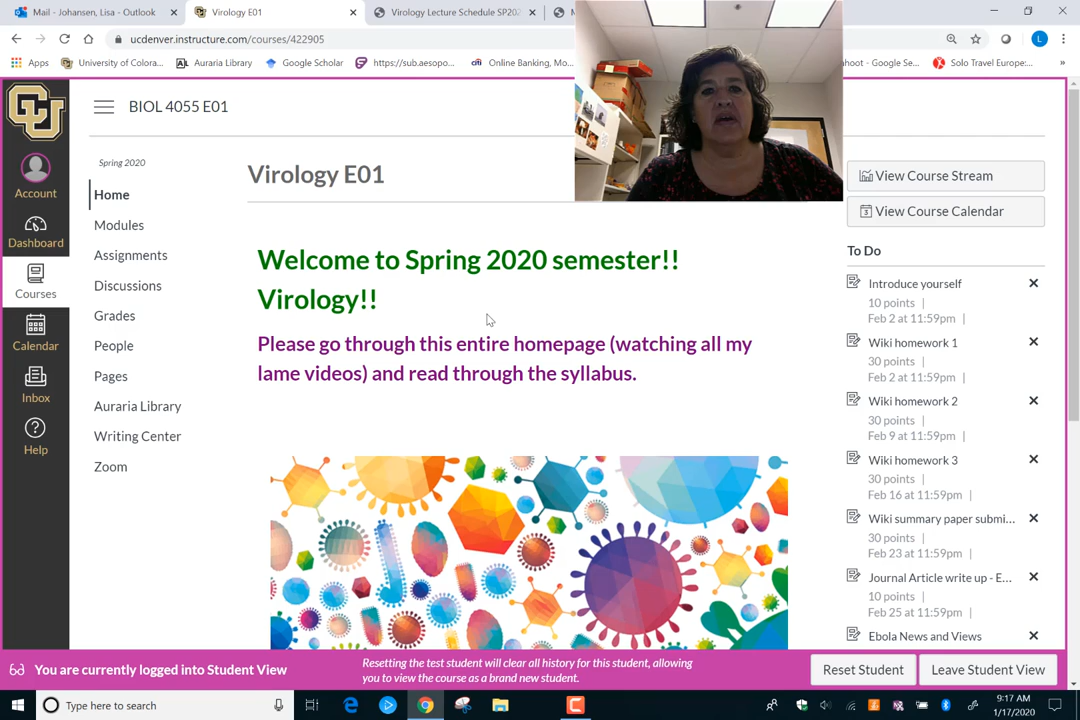 Mail - Johansen, Lisa - Outlook
Virology E01
Virology Lecture Schedule SP202
ucdenver.instructure.com/courses/422905
Apps
University of Colora...
Auraria Library
Google Scholar
https://sub.aesopo...
Online Banking, Mo...
ahoot - Google Se...
Solo Travel Europe:...
CU
Account
Dashboard
Courses
Calendar
Inbox
Help
BIOL 4055 E01
Spring 2020
Home
Modules
Assignments
Discussions
Grades
People
Pages
Auraria Library
Writing Center
Zoom
Virology E01
Welcome to Spring 2020 semester!!
Virology!!
Please go through this entire homepage (watching all my
lame videos) and read through the syllabus.
View Course Stream
View Course Calendar
To Do
Introduce yourself
10 points |
Feb 2 at 11:59pm |
Wiki homework 1
30 points |
Feb 2 at 11:59pm |
Wiki homework 2
30 points |
Feb 9 at 11:59pm |
Wiki homework 3
30 points |
Feb 16 at 11:59pm |
Wiki summary paper submi...
30 points |
Feb 23 at 11:59pm |
Journal Article write up - E...
10 points |
Feb 25 at 11:59pm |
Ebola News and Views
You are currently logged into Student View
Resetting the test student will clear all history for this student, allowing
you to view the course as a brand new student.
Reset Student
Leave Student View
Type here to search
9:17 AM
1/17/2020